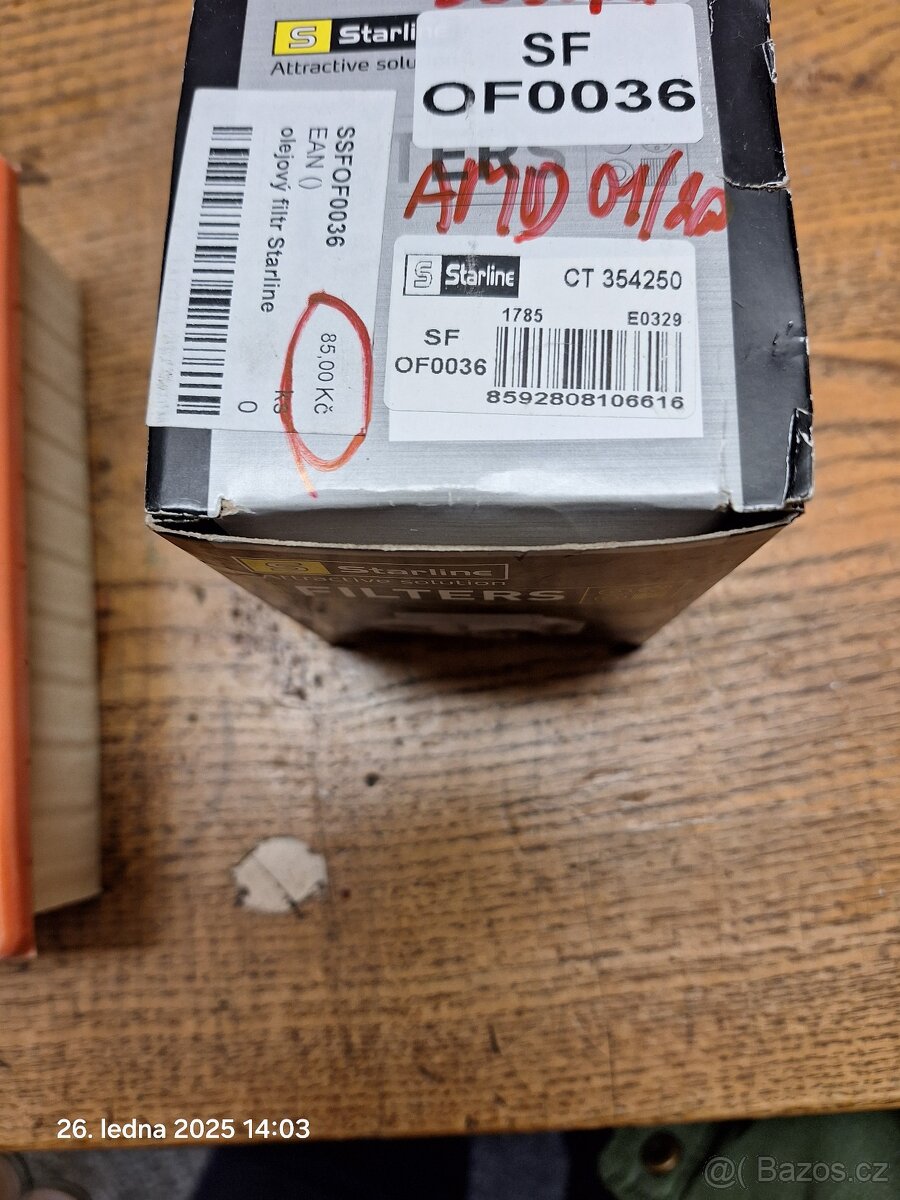 Starline
Attractive solu
SF
OF0036
TERS
01/20
SSFOF0036
EAN ()
olejový filtr Starline
85,00 Kč
ks
0
Starline
CT 354250
1785
E0329
SF
OF0036
8592808106616
Starline
Attractive solution
FILTERS
26. ledna 2025 14:03
@( Bazos.cz